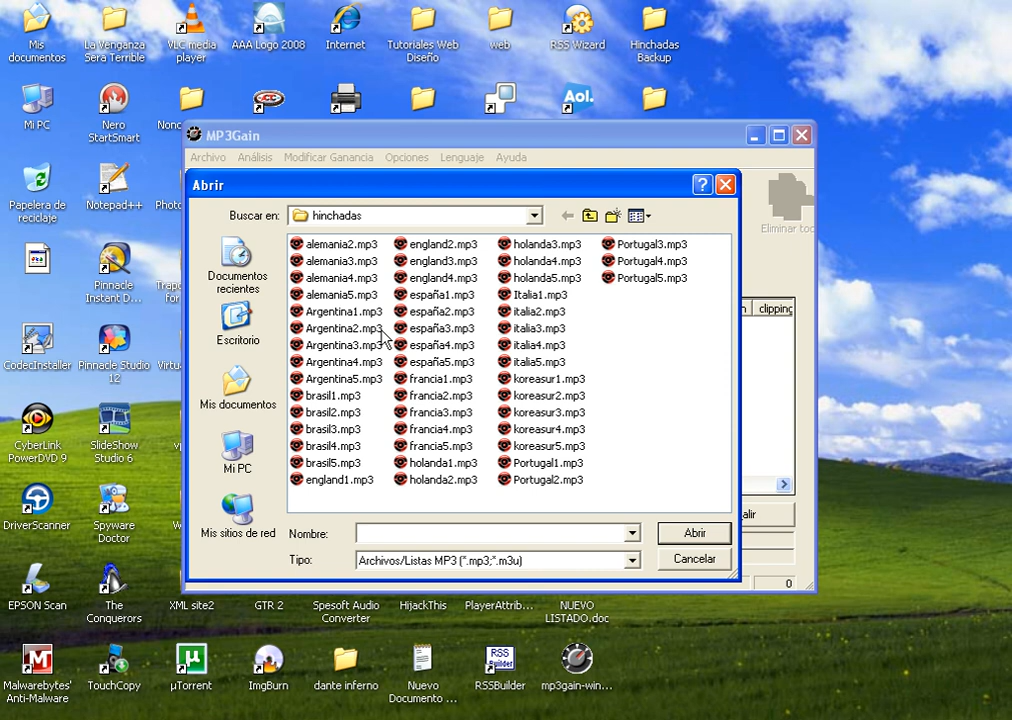 Mis
documentos
La Venganza
Sera Terrible
VLC media
player
AAA Logo 2008
Internet
Tutoriales Web
Diseño
web
RSS Wizard
Hinchadas
Backup
Mi PC
Nero
StartSmart
Aol.
MP3Gain
Archivo Análisis Modificar Ganancia Opciones Lenguaje Ayuda
Abrir
Buscar en: hinchadas
Documentos
recientes
Escritorio
Mis documentos
Mi PC
Mis sitios de red
alemania2.mp3
alemania3.mp3
alemania4.mp3
alemania5.mp3
Argentina1.mp3
Argentina2.mp3
Argentina3.mp3
Argentina4.mp3
Argentina5.mp3
brasil1.mp3
brasil2.mp3
brasil3.mp3
brasil4.mp3
brasil5.mp3
england1.mp3
england2.mp3
england3.mp3
england4.mp3
españa1.mp3
españa2.mp3
españa3.mp3
españa4.mp3
españa5.mp3
francia1.mp3
francia2.mp3
francia3.mp3
francia4.mp3
francia5.mp3
holanda1.mp3
holanda2.mp3
holanda3.mp3
holanda4.mp3
holanda5.mp3
Italia1.mp3
italia2.mp3
italia3.mp3
italia4.mp3
italia5.mp3
koreasur1.mp3
koreasur2.mp3
koreasur3.mp3
koreasur4.mp3
koreasur5.mp3
Portugal1.mp3
Portugal2.mp3
Portugal3.mp3
Portugal4.mp3
Portugal5.mp3
Nombre:
Abrir
Tipo: Archivos/Listas MP3 (*.mp3;*.m3u)
Cancelar
Eliminar
clipping
0
Papelera de
reciclaje
Notepad++
Pinnacle
Instant D...
CodecInstaller
Pinnacle Studio
12
CyberLink
PowerDVD 9
SlideShow
Studio 6
DriverScanner
Spyware
Doctor
EPSON Scan
The
Conquerors
XML site2
GTR 2
Spesoft Audio
Converter
HijackThis
PlayerAttrib...
NUEVO
LISTADO.doc
Malwarebytes'
Anti-Malware
TouchCopy
µTorrent
ImgBurn
dante inferno
Nuevo
Documento ...
RSS
Builder
RSSBuilder
mp3gain-win...